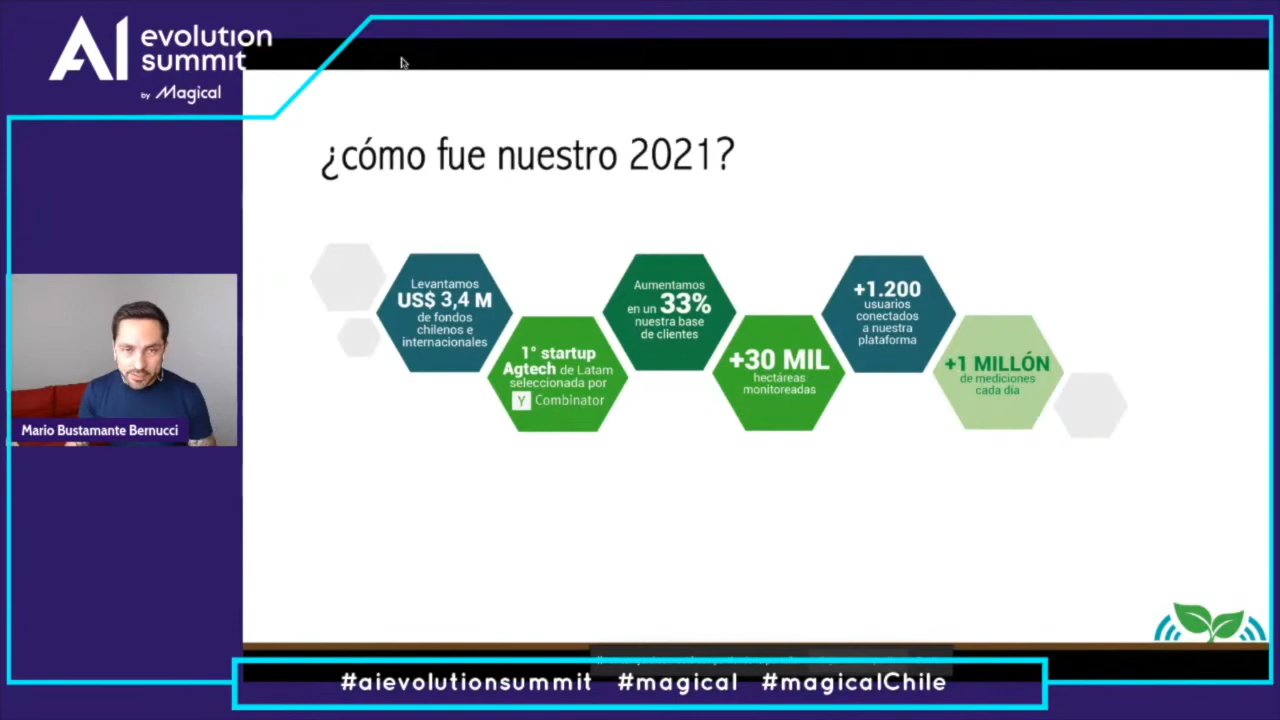 AI evolution
summit
by Magical
¿cómo fue nuestro 2021?
Levantamos
US$ 3,4 M
de fondos
chilenos e
internacionales
1° startup
Agtech de Latam
seleccionada por
Y Combinator
Aumentamos
en un 33%
nuestra base
de clientes
+30 MIL
hectáreas
monitoreadas
+1.200
usuarios
conectados
a nuestra
plataforma
+1 MILLÓN
de mediciones
cada día
Mario Bustamante Bernucci
#aievolutionsummit #magical #magicalChile